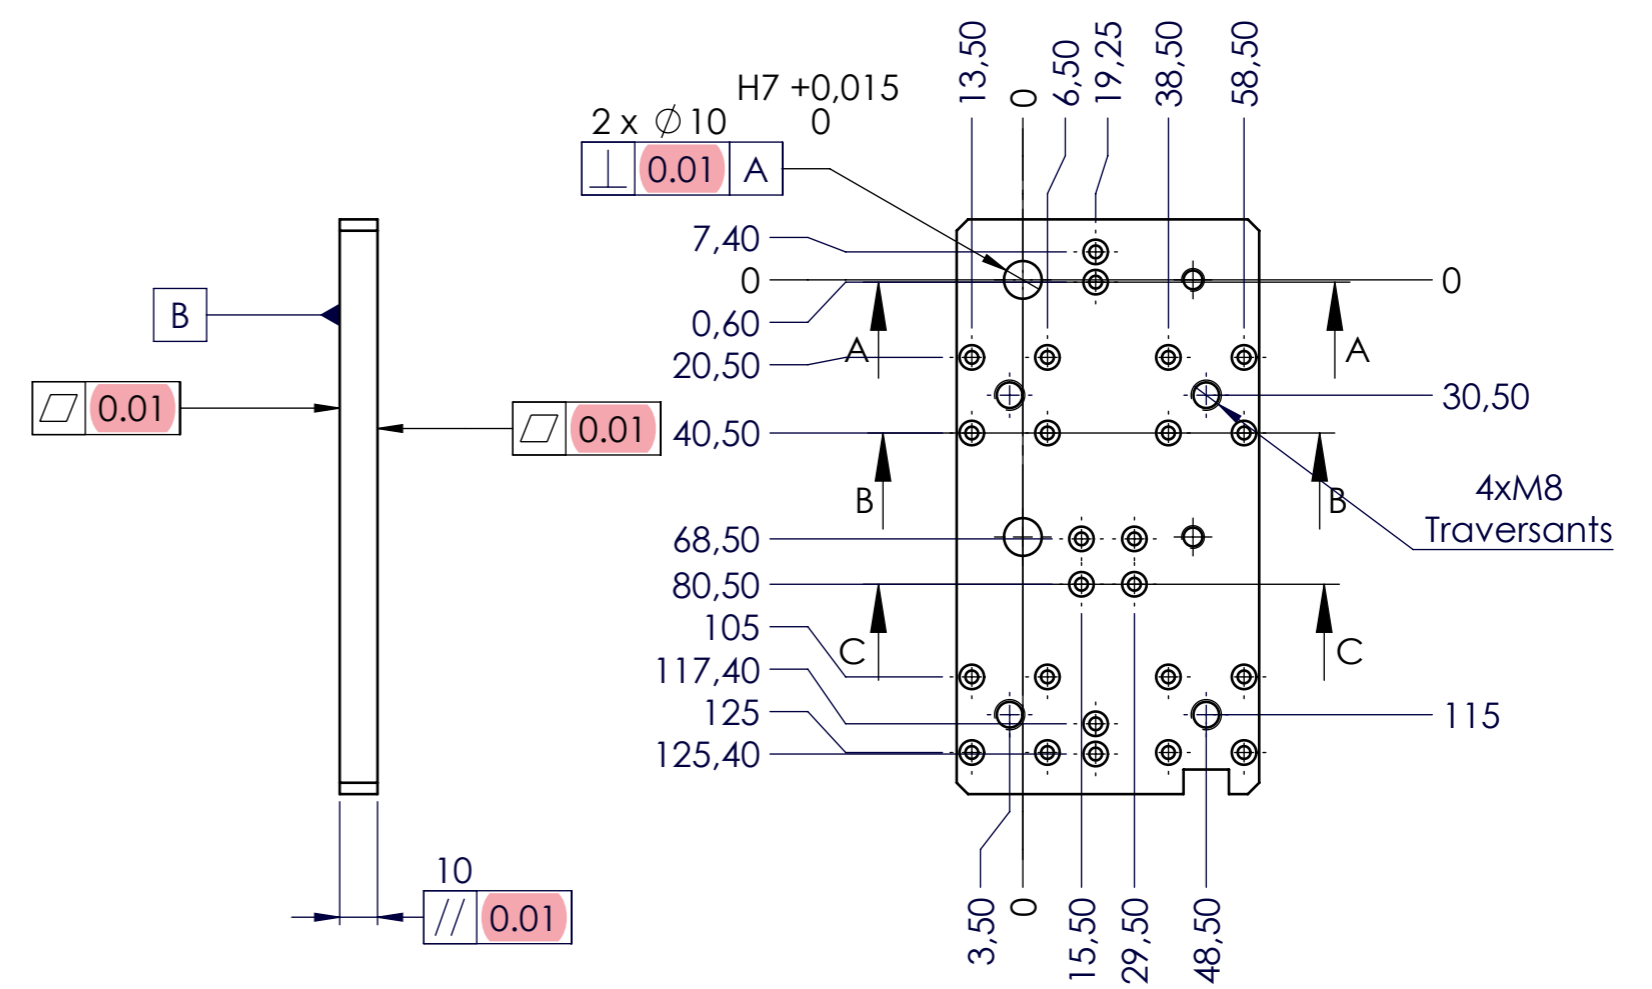 13,50
0
6,50
19,25
38,50
58,50
H7 +0,015
2 x ∅10 0
⊥ 0.01 A
7,40
0
0
0,60
A
A
20,50
B
⏥ 0.01
⏥ 0.01
30,50
40,50
4xM8
Traversants
B
B
68,50
80,50
105
C
C
117,40
125
115
125,40
10
// 0.01
3,50
0
15,50
29,50
48,50